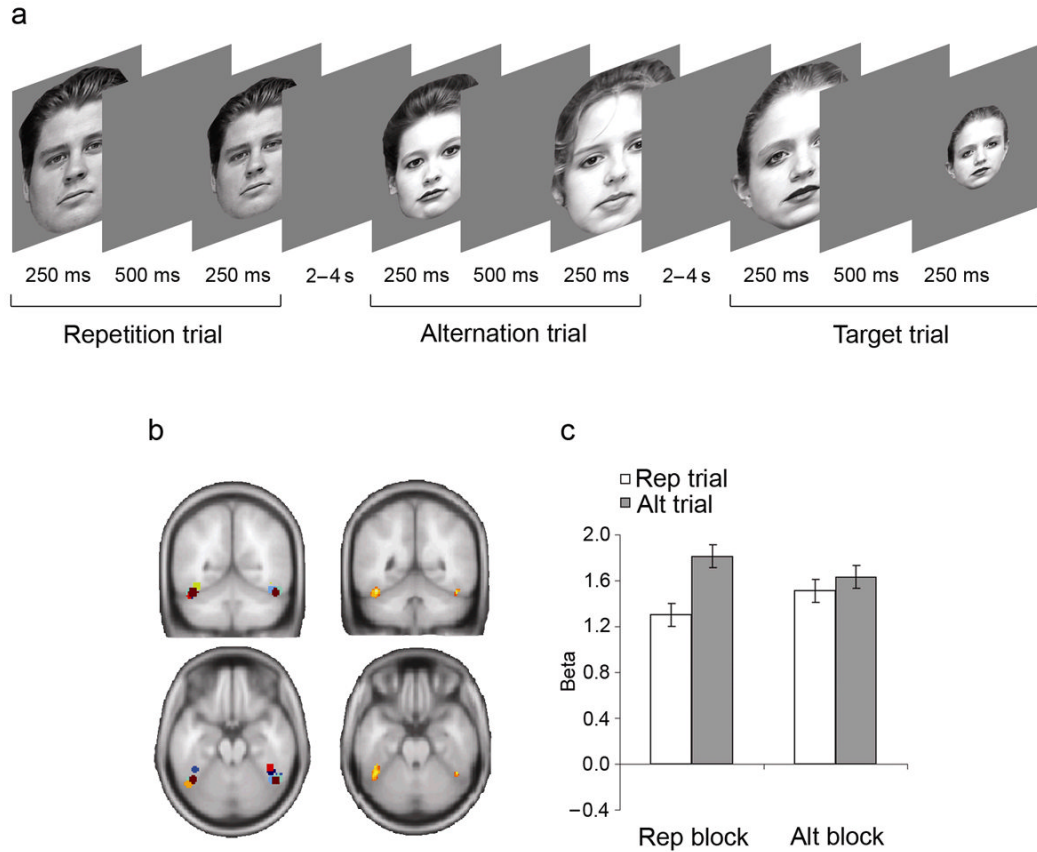 a
250 ms 500 ms 250 ms 2–4 s 250 ms 500 ms 250 ms 2–4 s 250 ms 500 ms 250 ms
Repetition trial Alternation trial Target trial
b
c
Rep trial
Alt trial
2.0
1.6
1.2
0.8
0.4
0.0
−0.4
Beta
Rep block Alt block